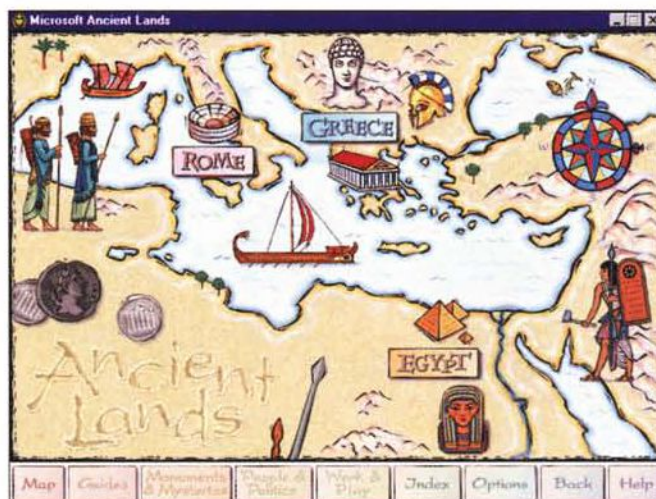 Microsoft Ancient Lands
N
W
GREECE
ROME
EGYPT
Ancient
Lands
Map
Guides
Monuments
& Mysteries
People &
Politics
Work &
Play
Index
Options
Back
Help